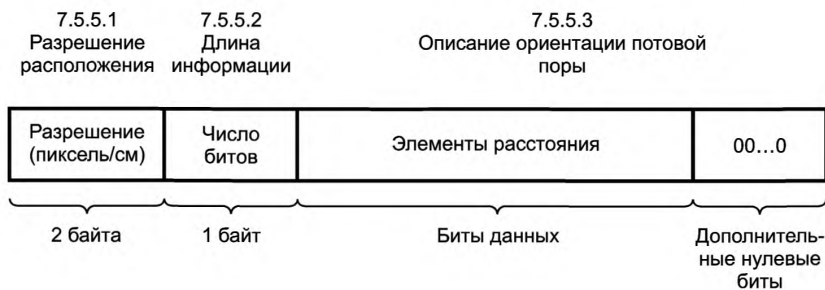 7.5.5.1
Разрешение
расположения
7.5.5.2
Длина
информации
7.5.5.3
Описание ориентации потовой
поры
Разрешение
(пиксель/см)
Число
битов
Элементы расстояния
00...0
2 байта
1 байт
Биты данных
Дополнитель-
ные нулевые
биты